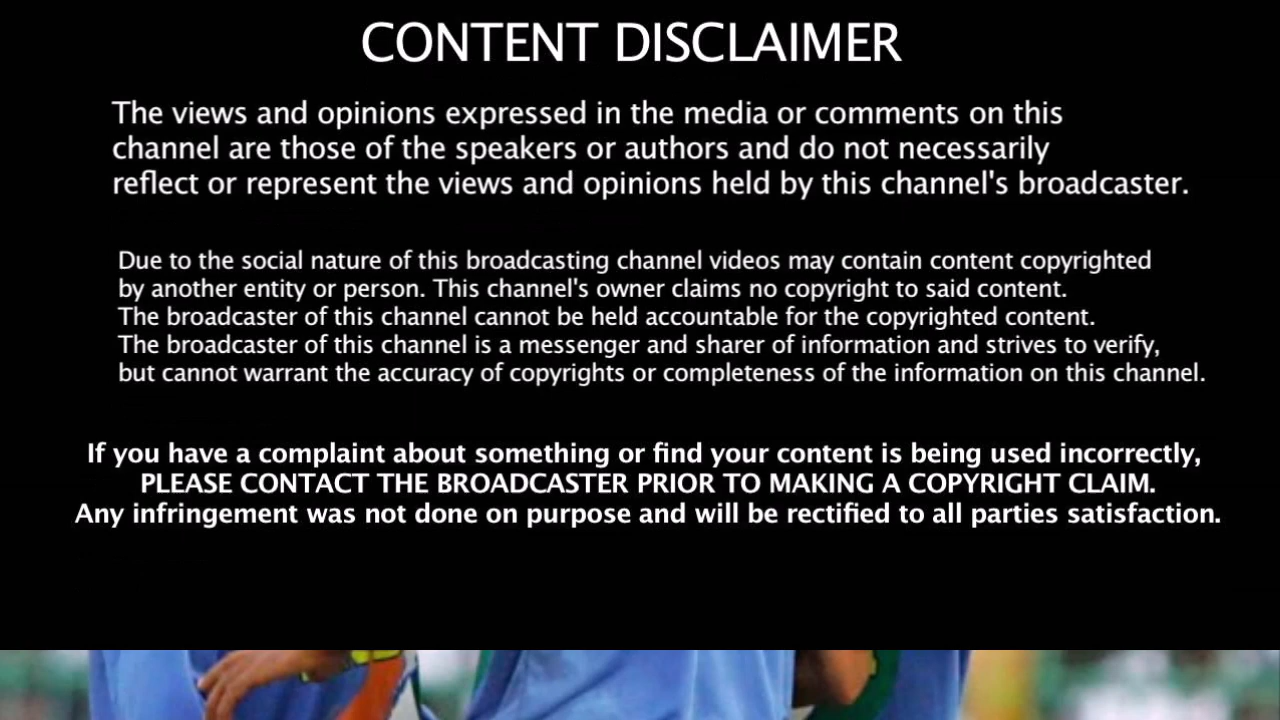 CONTENT DISCLAIMER
The views and opinions expressed in the media or comments on this
channel are those of the speakers or authors and do not necessarily
reflect or represent the views and opinions held by this channel's broadcaster.
Due to the social nature of this broadcasting channel videos may contain content copyrighted
by another entity or person. This channel's owner claims no copyright to said content.
The broadcaster of this channel cannot be held accountable for the copyrighted content.
The broadcaster of this channel is a messenger and sharer of information and strives to verify,
but cannot warrant the accuracy of copyrights or completeness of the information on this channel.
If you have a complaint about something or find your content is being used incorrectly,
PLEASE CONTACT THE BROADCASTER PRIOR TO MAKING A COPYRIGHT CLAIM.
Any infringement was not done on purpose and will be rectified to all parties satisfaction.